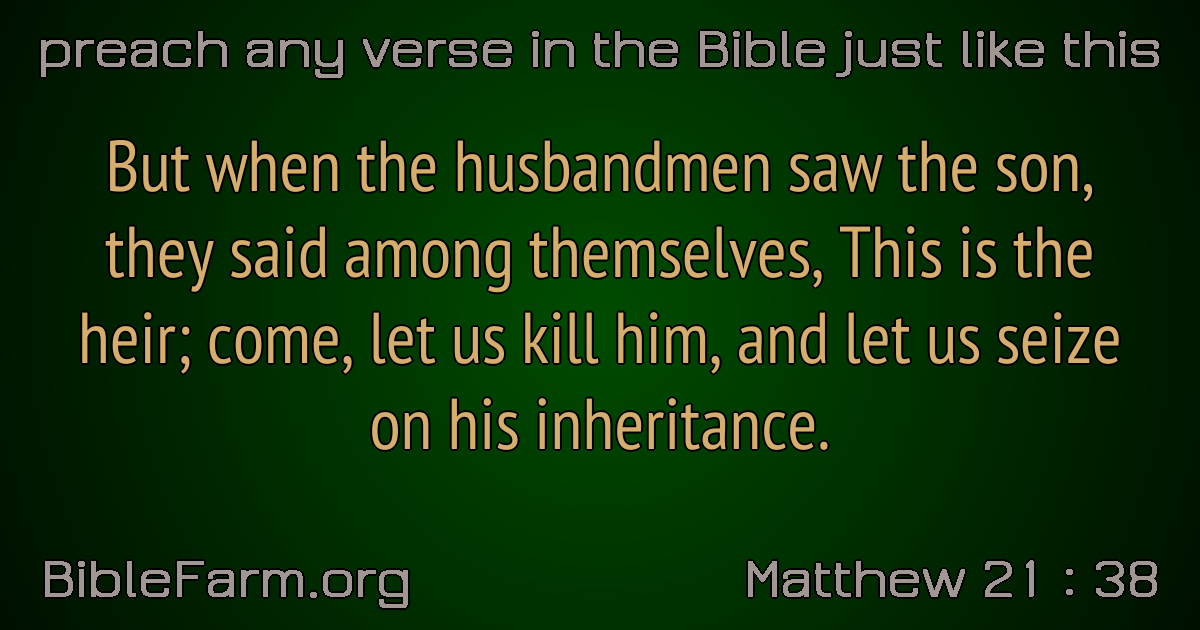 preach any verse in the Bible just like this
But when the husbandmen saw the son,
they said among themselves, This is the
heir; come, let us kill him, and let us seize
on his inheritance.
BibleFarm.org
Matthew 21 : 38